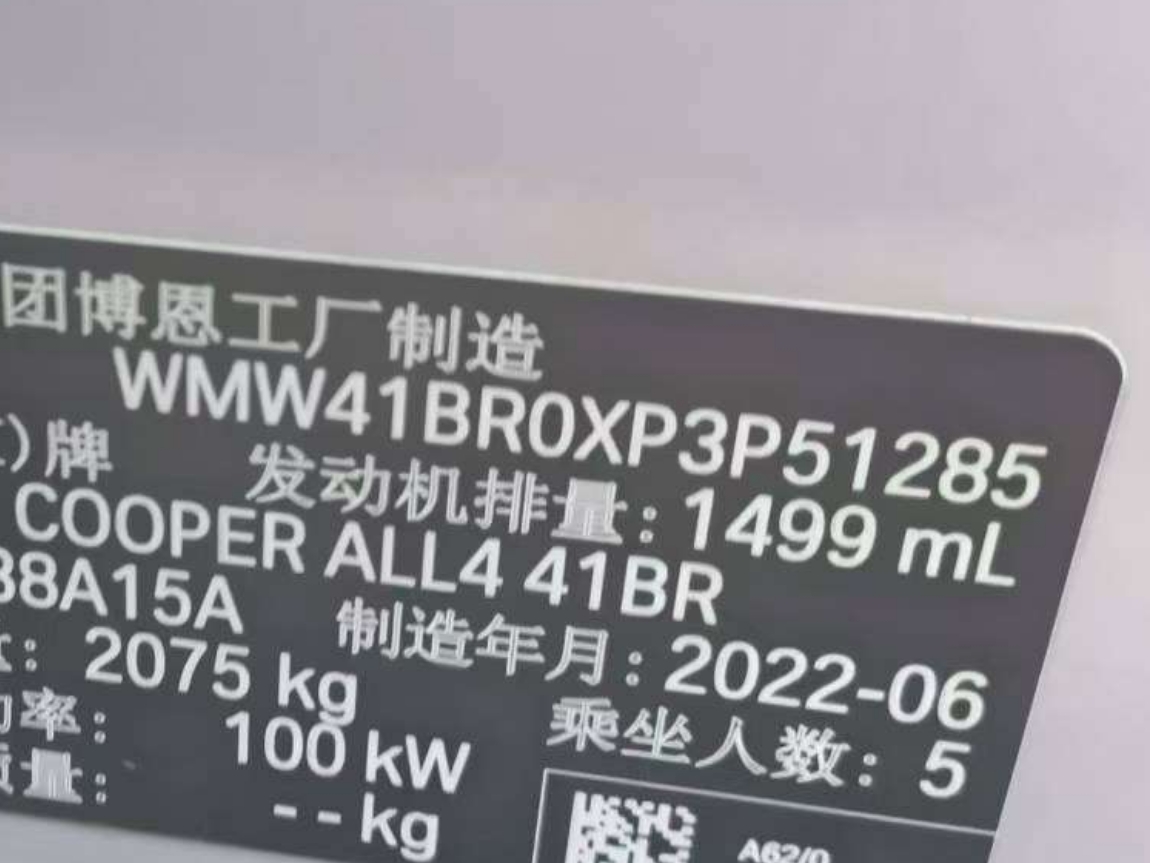 团博恩工厂制造
WMW41BR0XP3P51285
)牌 发动机排量：1499 mL
COOPER ALL4 41BR
38A15A 制造年月：2022-06
：2075 kg
率：100 kW 乘坐人数：5
质量：--kg
A62/0